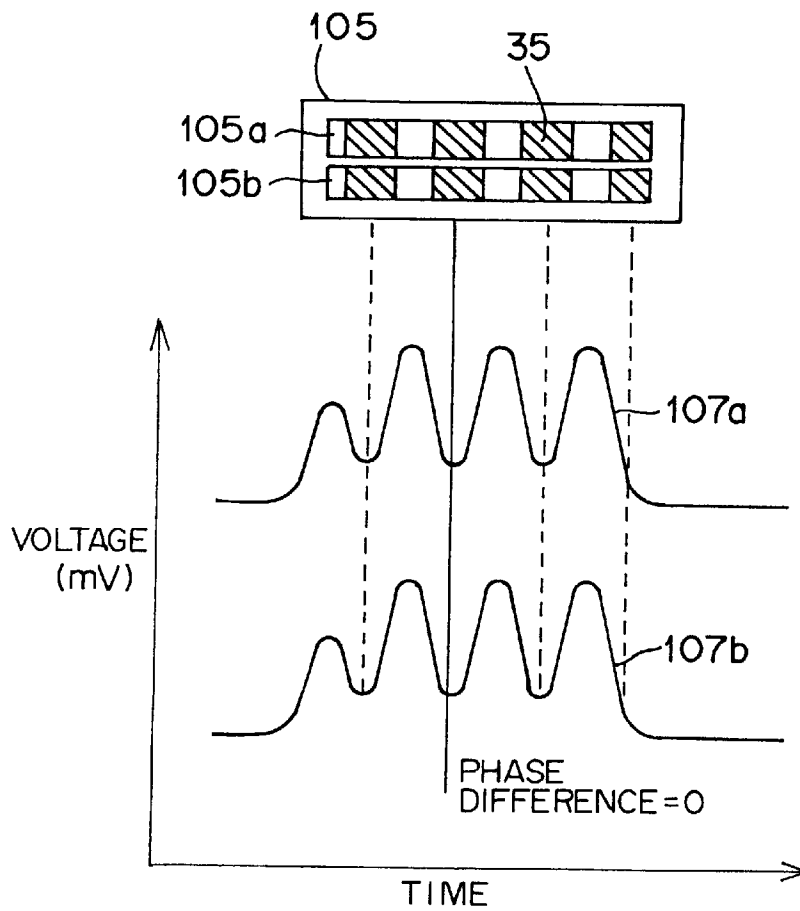 105
35
105a
105b
107a
VOLTAGE
(mV)
107b
PHASE
DIFFERENCE=0
TIME